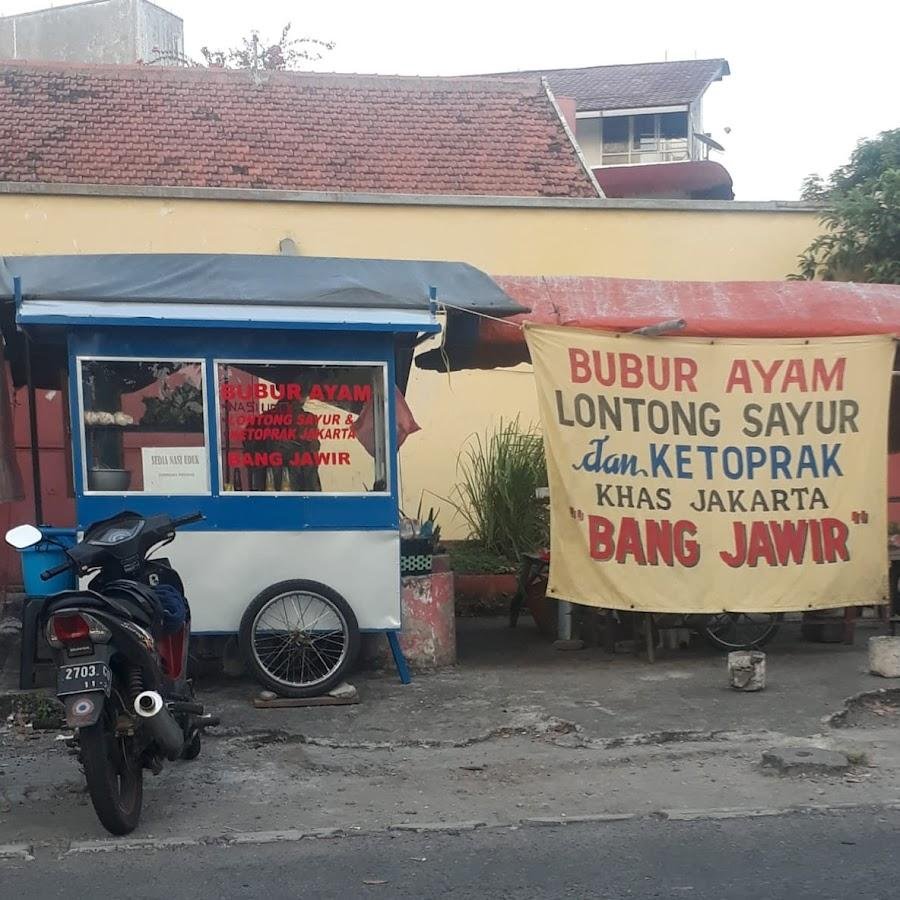 BUBUR AYAM
NASI UDUK
LONTONG SAYUR &
KETOPRAK JAKARTA
BANG JAWIR
SEDIA NASI UDUK
BUBUR AYAM
LONTONG SAYUR
dan KETOPRAK
KHAS JAKARTA
"BANG JAWIR"
2703